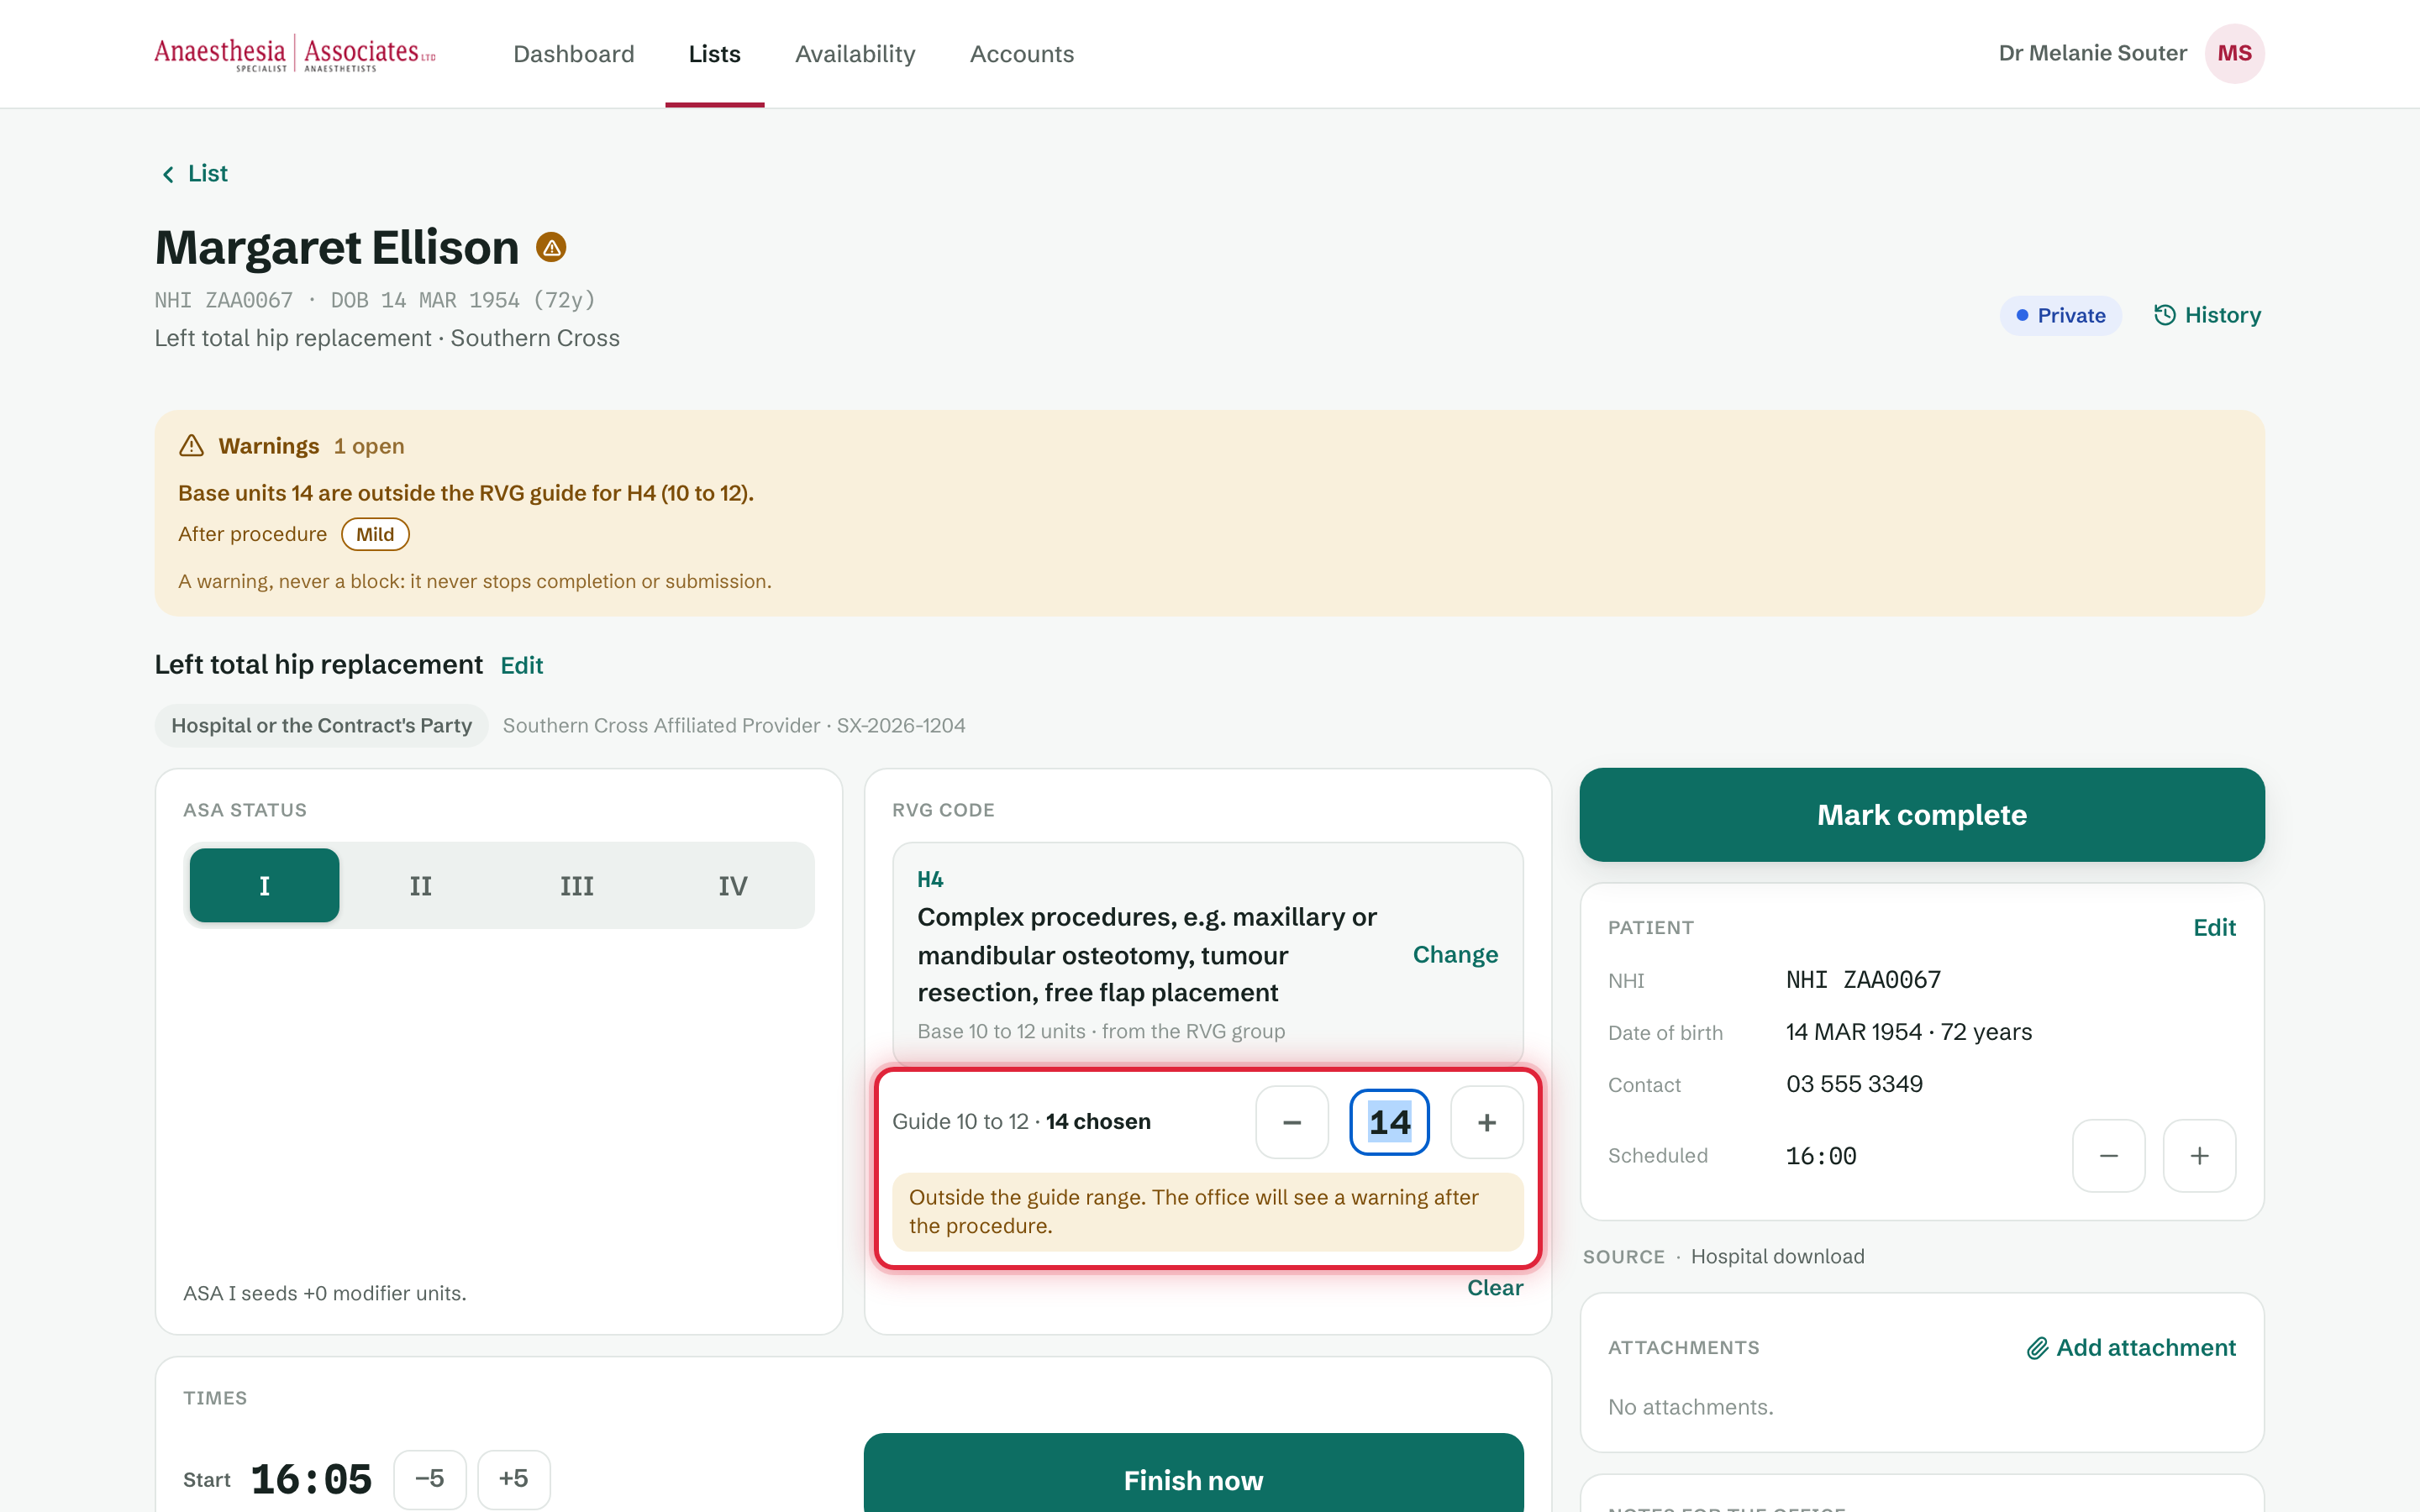 Anaesthesia | Associates LTD
SPECIALIST ANAESTHETISTS
Dashboard
Lists
Availability
Accounts
Dr Melanie Souter
MS
List
Margaret Ellison
NHI ZAA0067 · DOB 14 MAR 1954 (72y)
Left total hip replacement · Southern Cross
Private
History
Warnings 1 open
Base units 14 are outside the RVG guide for H4 (10 to 12).
After procedure Mild
A warning, never a block: it never stops completion or submission.
Left total hip replacement Edit
Hospital or the Contract's Party Southern Cross Affiliated Provider · SX-2026-1204
ASA STATUS
I II III IV
ASA I seeds +0 modifier units.
RVG CODE
H4
Complex procedures, e.g. maxillary or
mandibular osteotomy, tumour
resection, free flap placement
Change
Base 10 to 12 units · from the RVG group
Guide 10 to 12 · 14 chosen
− 14 +
Outside the guide range. The office will see a warning after
the procedure.
Clear
Mark complete
PATIENT Edit
NHI NHI ZAA0067
Date of birth 14 MAR 1954 · 72 years
Contact 03 555 3349
Scheduled 16:00 − +
SOURCE · Hospital download
ATTACHMENTS Add attachment
No attachments.
TIMES
Start 16:05 −5 +5
Finish now